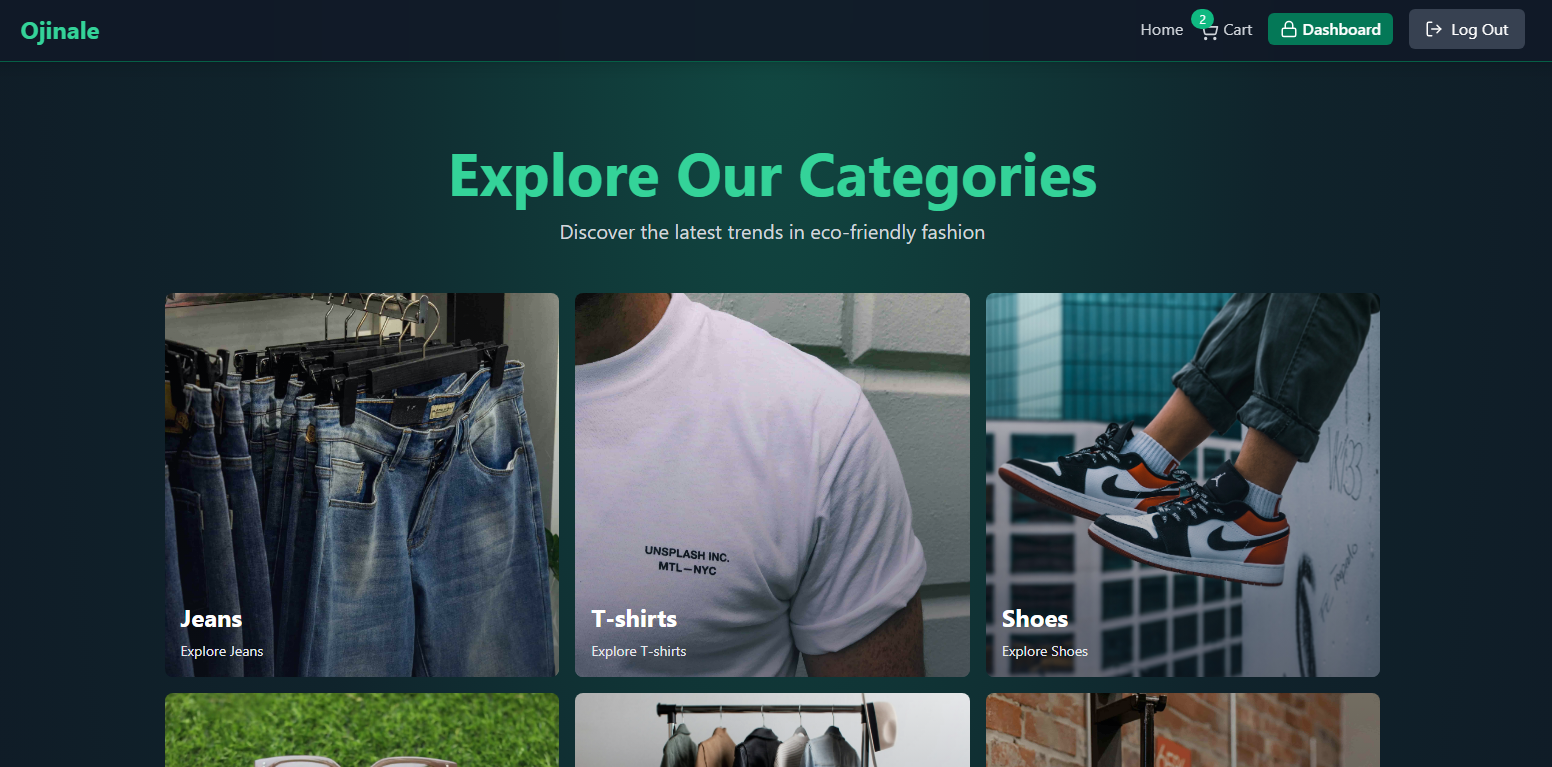 Ojinale
Home
2
Cart
Dashboard
Log Out
Explore Our Categories
Discover the latest trends in eco-friendly fashion
UNSPLASH INC.
MTL—NYC
Jeans
Explore Jeans
T-shirts
Explore T-shirts
Shoes
Explore Shoes